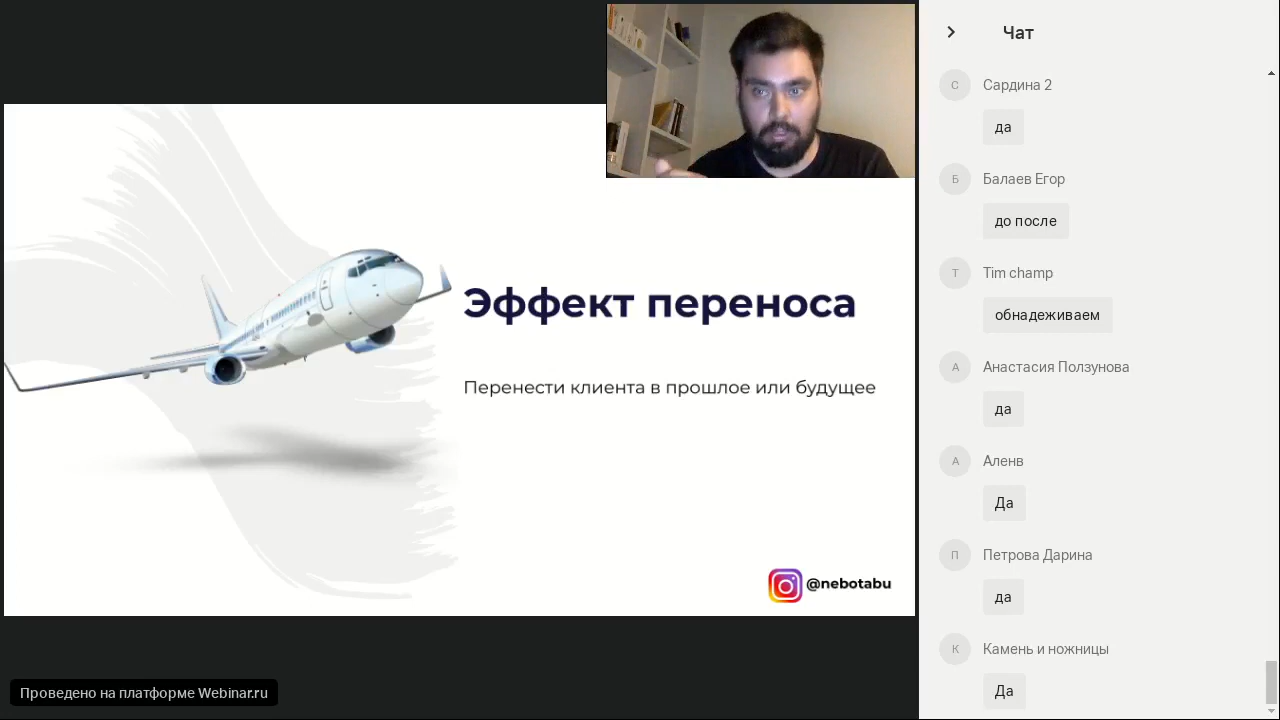 Эффект переноса
Перенести клиента в прошлое или будущее
@nebotabu
Проведено на платформе Webinar.ru
Чат
С
Сардина 2
да
Б
Балаев Егор
до после
T
Tim champ
обнадеживаем
А
Анастасия Ползунова
да
А
Аленв
Да
П
Петрова Дарина
да
К
Камень и ножницы
Да